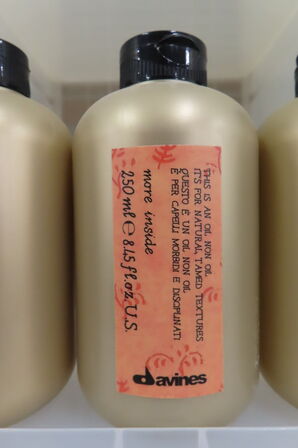 THIS IS AN OIL NON OIL
IT'S FOR NATURAL, TAMED TEXTURES
QUESTO È UN OIL NON OIL
È PER CAPELLI MORBIDI E DISCIPLINATI
more inside
250 ml e 8.45 fl oz U.S.
davines